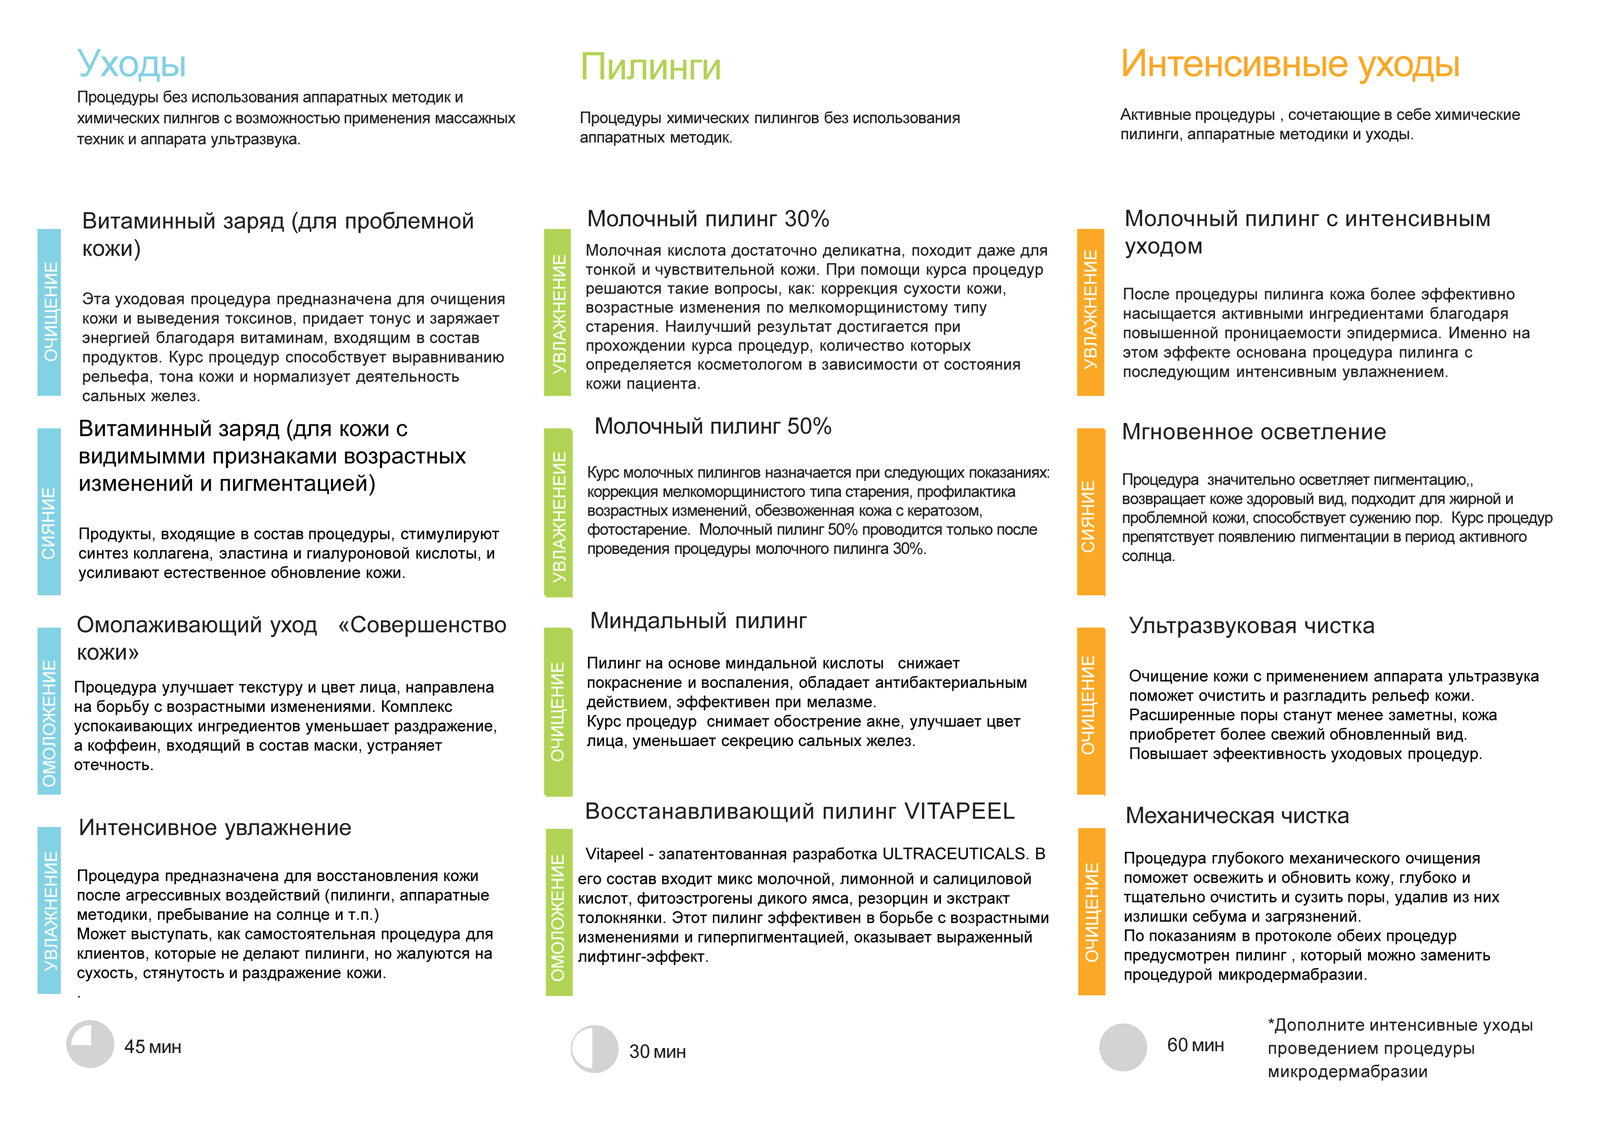 Уходы
Процедуры без использования аппаратных методик и
химических пилнгов с возможностью применения массажных
техник и аппарата ультразвука.
ОЧИЩЕНИЕ
Витаминный заряд (для проблемной
кожи)
Эта уходовая процедура предназначена для очищения
кожи и выведения токсинов, придает тонус и заряжает
энергией благодаря витаминам, входящим в состав
продуктов. Курс процедур способствует выравниванию
рельефа, тона кожи и нормализует деятельность
сальных желез.
СИЯНИЕ
Витаминный заряд (для кожи с
видимымми признаками возрастных
изменений и пигментацией)
Продукты, входящие в состав процедуры, стимулируют
синтез коллагена, эластина и гиалуроновой кислоты, и
усиливают естественное обновление кожи.
ОМОЛОЖЕНИЕ
Омолаживающий уход «Совершенство
кожи»
Процедура улучшает текстуру и цвет лица, направлена
на борьбу с возрастными изменениями. Комплекс
успокаивающих ингредиентов уменьшает раздражение,
а коффеин, входящий в состав маски, устраняет
отечность.
УВЛАЖНЕНИЕ
Интенсивное увлажнение
Процедура предназначена для восстановления кожи
после агрессивных воздействий (пилинги, аппаратные
методики, пребывание на солнце и т.п.)
Может выступать, как самостоятельная процедура для
клиентов, которые не делают пилинги, но жалуются на
сухость, стянутость и раздражение кожи.
.
45 мин
Пилинги
Процедуры химических пилингов без использования
аппаратных методик.
УВЛАЖНЕНИЕ
Молочный пилинг 30%
Молочная кислота достаточно деликатна, походит даже для
тонкой и чувствительной кожи. При помощи курса процедур
решаются такие вопросы, как: коррекция сухости кожи,
возрастные изменения по мелкоморщинистому типу
старения. Наилучший результат достигается при
прохождении курса процедур, количество которых
определяется косметологом в зависимости от состояния
кожи пациента.
УВЛАЖНЕНЕИЕ
Молочный пилинг 50%
Курс молочных пилингов назначается при следующих показаниях:
коррекция мелкоморщинистого типа старения, профилактика
возрастных изменений, обезвоженная кожа с кератозом,
фотостарение. Молочный пилинг 50% проводится только после
проведения процедуры молочного пилинга 30%.
ОЧИЩЕНИЕ
Миндальный пилинг
Пилинг на основе миндальной кислоты снижает
покраснение и воспаления, обладает антибактериальным
действием, эффективен при мелазме.
Курс процедур снимает обострение акне, улучшает цвет
лица, уменьшает секрецию сальных желез.
ОМОЛОЖЕНИЕ
Восстанавливающий пилинг VITAPEEL
Vitapeel - запатентованная разработка ULTRACEUTICALS. В
его состав входит микс молочной, лимонной и салициловой
кислот, фитоэстрогены дикого ямса, резорцин и экстракт
толокнянки. Этот пилинг эффективен в борьбе с возрастными
изменениями и гиперпигментацией, оказывает выраженный
лифтинг-эффект.
30 мин
Интенсивные уходы
Активные процедуры , сочетающие в себе химические
пилинги, аппаратные методики и уходы.
УВЛАЖНЕНИЕ
Молочный пилинг с интенсивным
уходом
После процедуры пилинга кожа более эффективно
насыщается активными ингредиентами благодаря
повышенной проницаемости эпидермиса. Именно на
этом эффекте основана процедура пилинга с
последующим интенсивным увлажнением.
СИЯНИЕ
Мгновенное осветление
Процедура значительно осветляет пигментацию,,
возвращает коже здоровый вид, подходит для жирной и
проблемной кожи, способствует сужению пор. Курс процедур
препятствует появлению пигментации в период активного
солнца.
ОЧИЩЕНИЕ
Ультразвуковая чистка
Очищение кожи с применением аппарата ультразвука
поможет очистить и разгладить рельеф кожи.
Расширенные поры станут менее заметны, кожа
приобретет более свежий обновленный вид.
Повышает эфеективность уходовых процедур.
ОЧИЩЕНИЕ
Механическая чистка
Процедура глубокого механического очищения
поможет освежить и обновить кожу, глубоко и
тщательно очистить и сузить поры, удалив из них
излишки себума и загрязнений.
По показаниям в протоколе обеих процедур
предусмотрен пилинг , который можно заменить
процедурой микродермабразии.
60 мин
*Дополните интенсивные уходы
проведением процедуры
микродермабразии